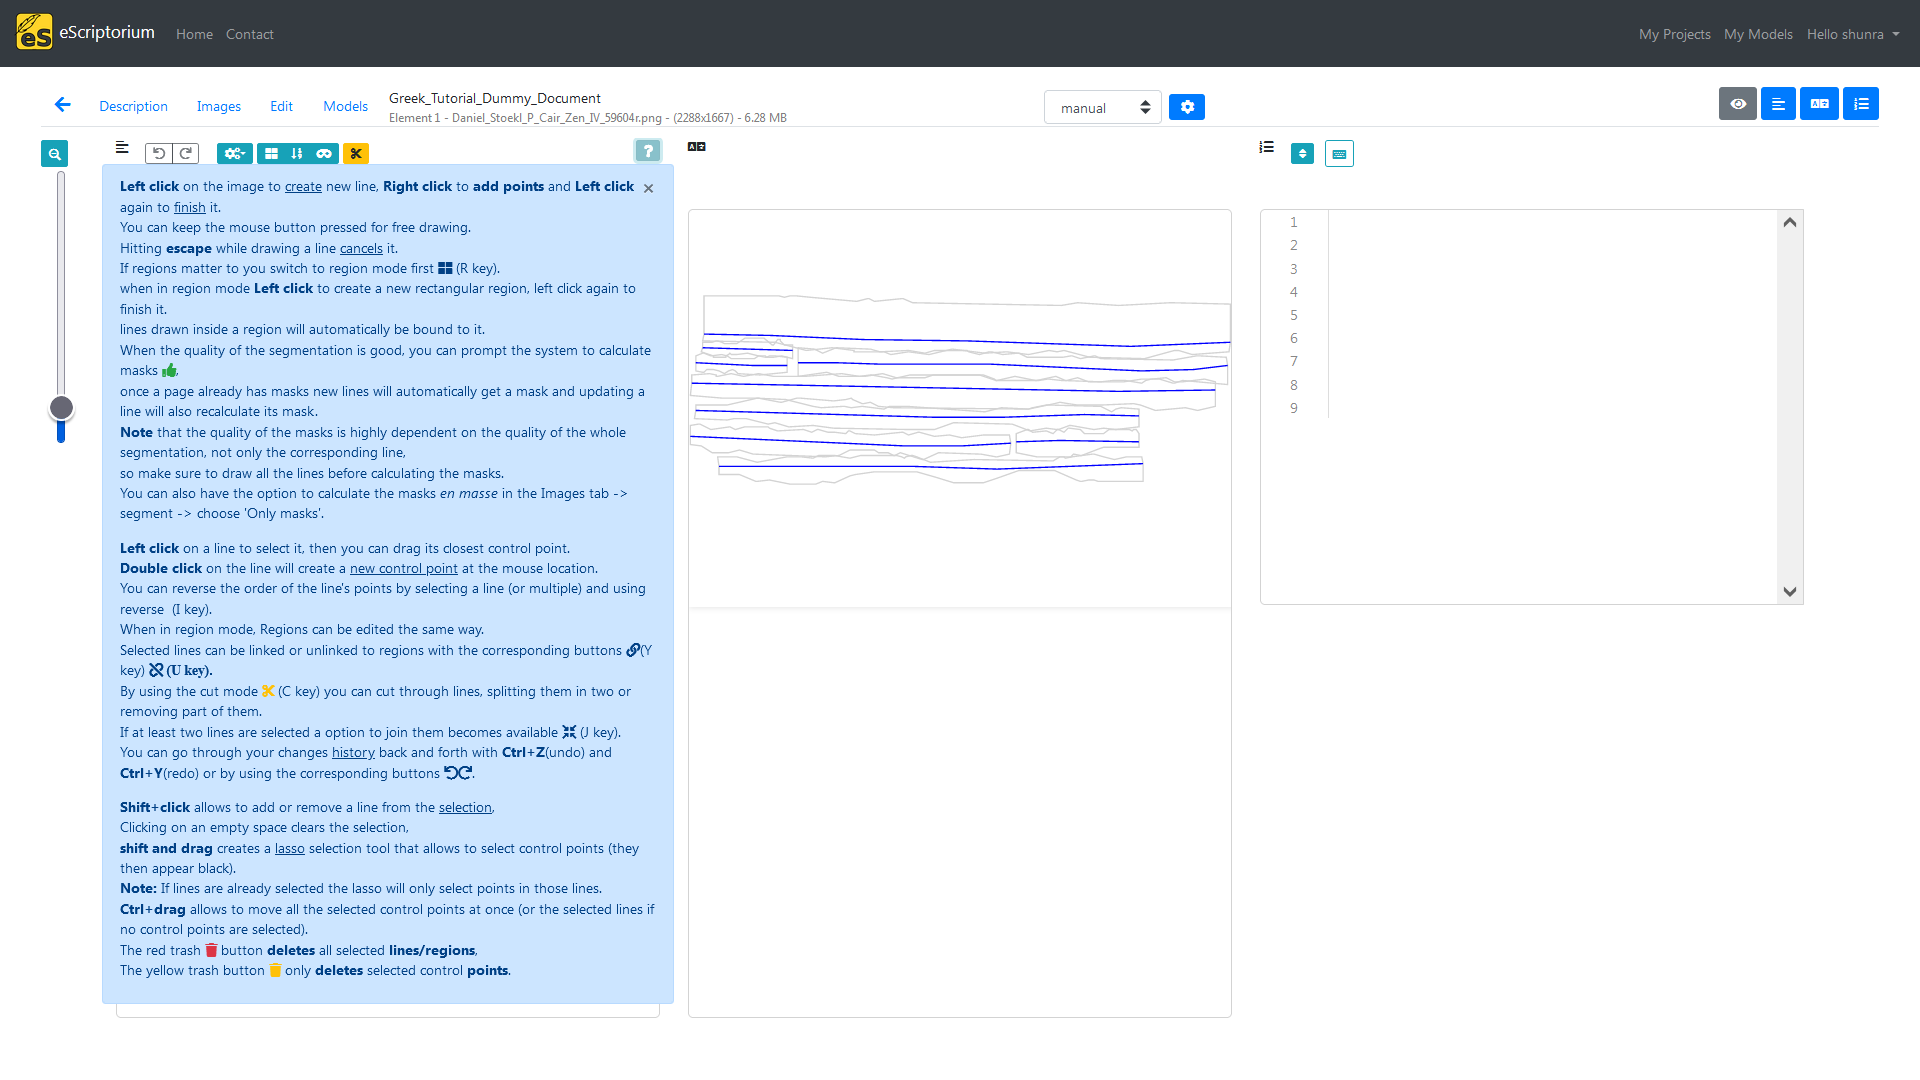 eS eScriptorium Home Contact My Projects My Models Hello shunra
Description Images Edit Models Greek_Tutorial_Dummy_Document
Element 1 - Daniel_Stoekl_P_Cair_Zen_IV_59604r.png - (2288x1667) - 6.28 MB
manual
?
Left click on the image to create new line, Right click to add points and Left click ×
again to finish it.
You can keep the mouse button pressed for free drawing.
Hitting escape while drawing a line cancels it.
If regions matter to you switch to region mode first (R key).
when in region mode Left click to create a new rectangular region, left click again to
finish it.
lines drawn inside a region will automatically be bound to it.
When the quality of the segmentation is good, you can prompt the system to calculate
masks ,
once a page already has masks new lines will automatically get a mask and updating a
line will also recalculate its mask.
Note that the quality of the masks is highly dependent on the quality of the whole
segmentation, not only the corresponding line,
so make sure to draw all the lines before calculating the masks.
You can also have the option to calculate the masks en masse in the Images tab ->
segment -> choose 'Only masks'.
Left click on a line to select it, then you can drag its closest control point.
Double click on the line will create a new control point at the mouse location.
You can reverse the order of the line's points by selecting a line (or multiple) and using
reverse (I key).
When in region mode, Regions can be edited the same way.
Selected lines can be linked or unlinked to regions with the corresponding buttons (Y
key) (U key).
By using the cut mode (C key) you can cut through lines, splitting them in two or
removing part of them.
If at least two lines are selected a option to join them becomes available (J key).
You can go through your changes history back and forth with Ctrl+Z(undo) and
Ctrl+Y(redo) or by using the corresponding buttons .
Shift+click allows to add or remove a line from the selection,
Clicking on an empty space clears the selection,
shift and drag creates a lasso selection tool that allows to select control points (they
then appear black).
Note: If lines are already selected the lasso will only select points in those lines.
Ctrl+drag allows to move all the selected control points at once (or the selected lines if
no control points are selected).
The red trash button deletes all selected lines/regions,
The yellow trash button only deletes selected control points.
1
2
3
4
5
6
7
8
9